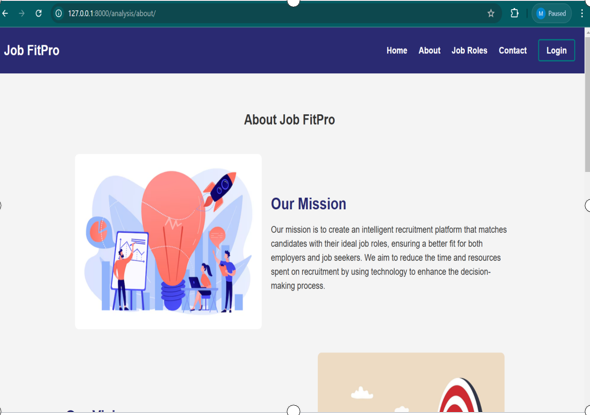 127.0.0.1:8000/analysis/about/
M Paused
Job FitPro
Home About Job Roles Contact Login
About Job FitPro
Our Mission
Our mission is to create an intelligent recruitment platform that matches
candidates with their ideal job roles, ensuring a better fit for both
employers and job seekers. We aim to reduce the time and resources
spent on recruitment by using technology to enhance the decision-
making process.